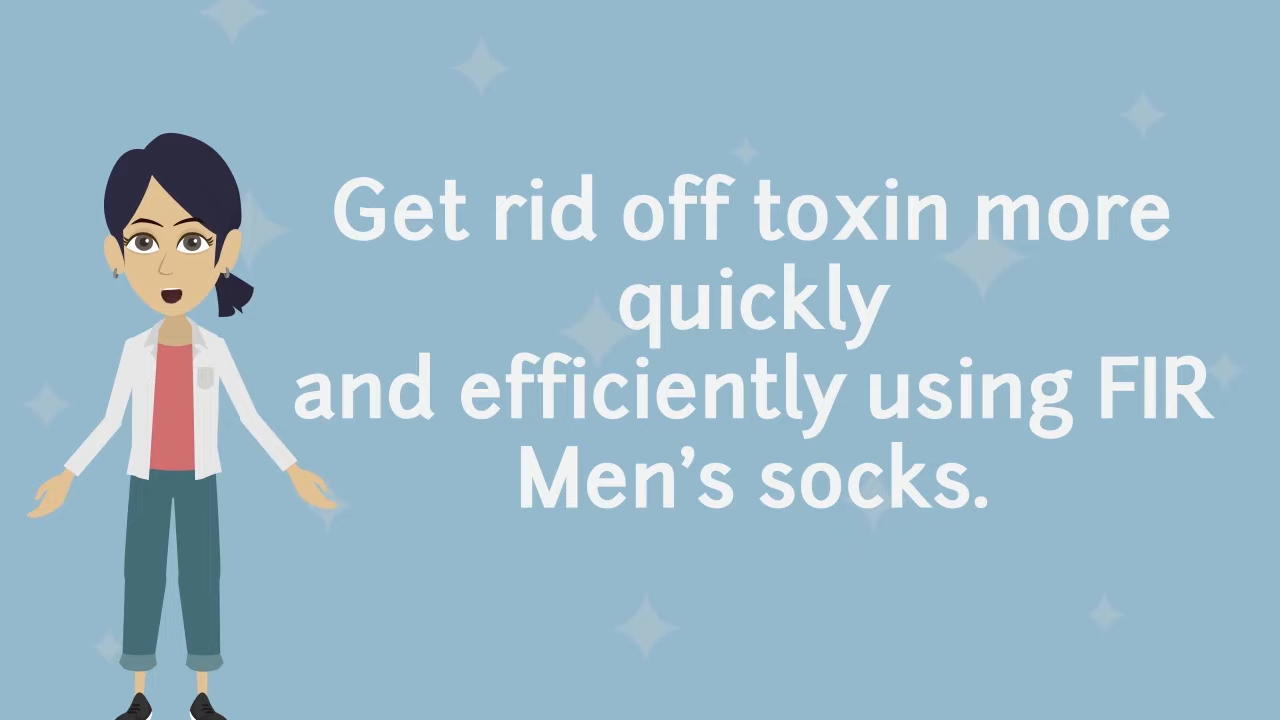 Get rid off toxin more
quickly
and efficiently using FIR
Men’s socks.